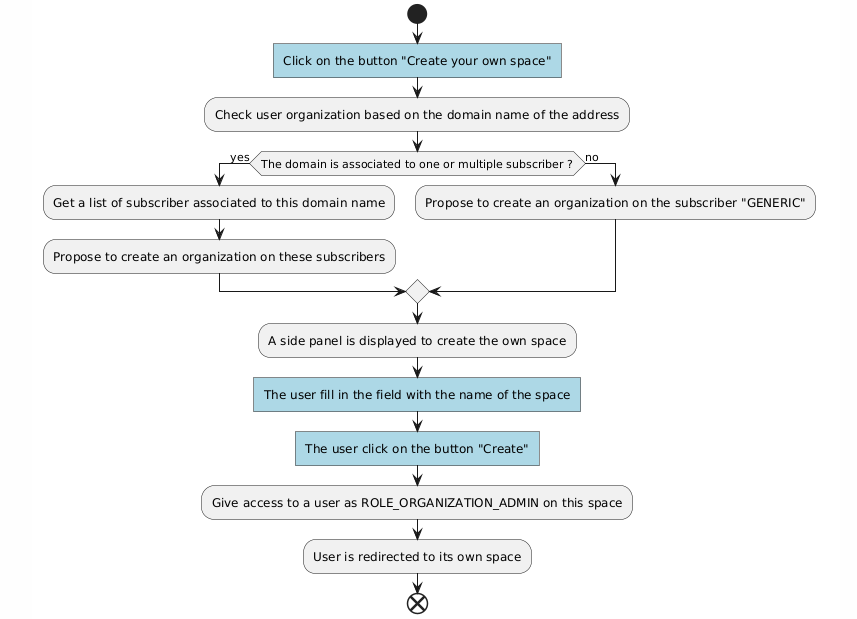 Click on the button "Create your own space"
Check user organization based on the domain name of the address
yes
The domain is associated to one or multiple subscriber ?
no
Get a list of subscriber associated to this domain name
Propose to create an organization on the subscriber "GENERIC"
Propose to create an organization on these subscribers
A side panel is displayed to create the own space
The user fill in the field with the name of the space
The user click on the button "Create"
Give access to a user as ROLE_ORGANIZATION_ADMIN on this space
User is redirected to its own space